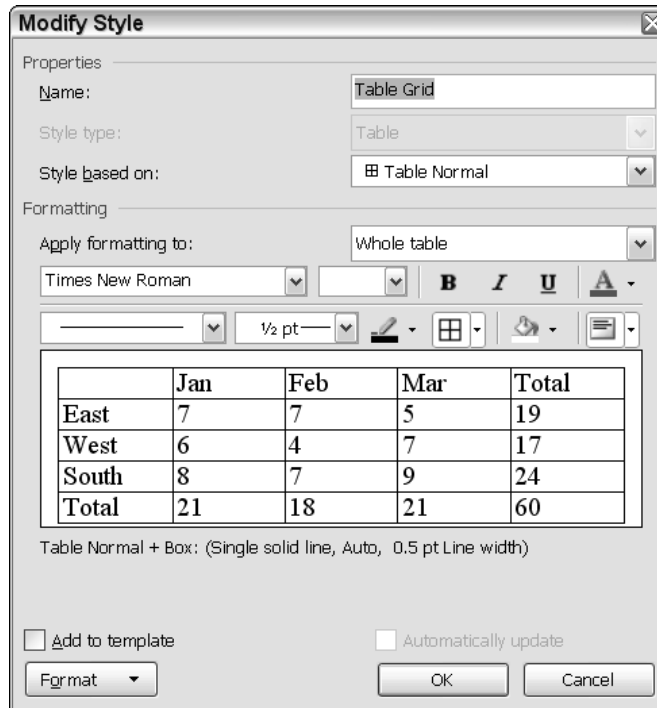 Modify Style
Properties
Name: Table Grid
Style type: Table
Style based on: Table Normal
Formatting
Apply formatting to: Whole table
Times New Roman B I U A
½ pt
Jan Feb Mar Total
East 7 7 5 19
West 6 4 7 17
South 8 7 9 24
Total 21 18 21 60
Table Normal + Box: (Single solid line, Auto,  0.5 pt Line width)
Add to template Automatically update
Format OK Cancel